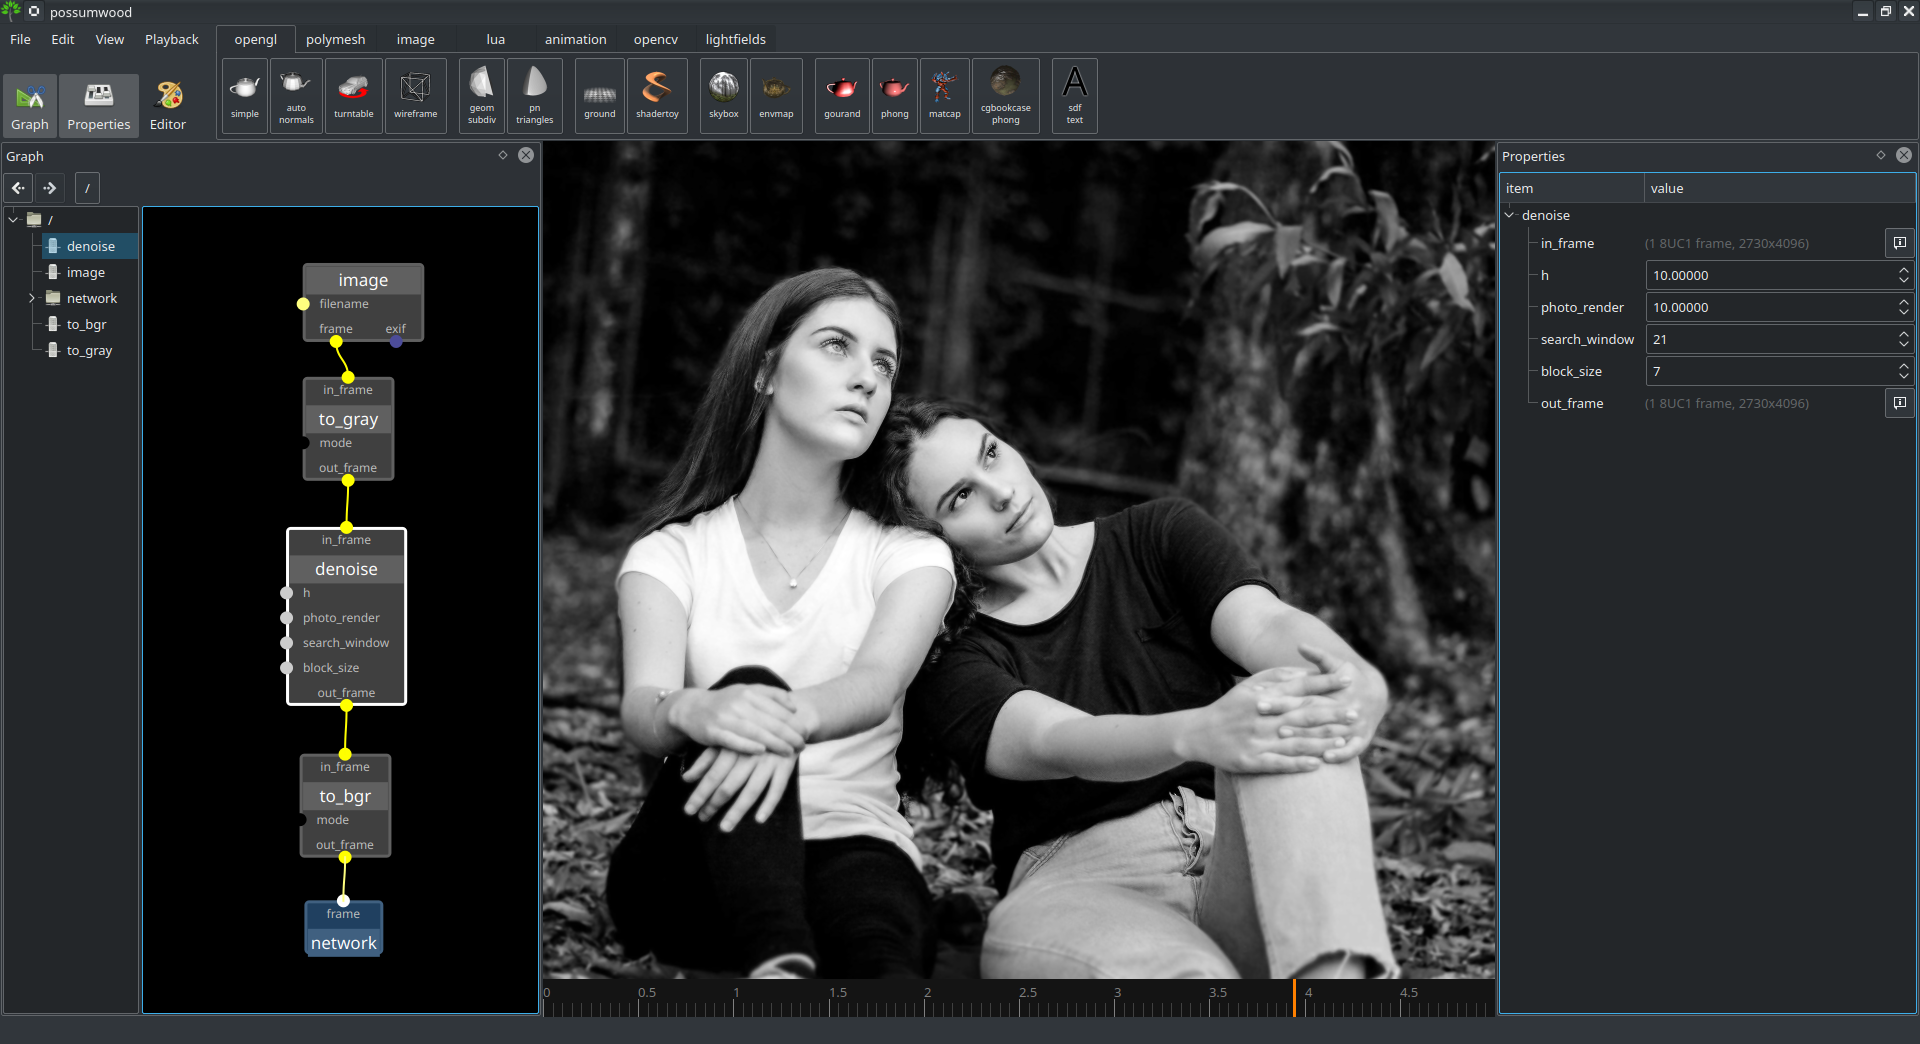 possumwood
File Edit View Playback
opengl polymesh image lua animation opencv lightfields
Graph Properties Editor
simple auto normals turntable wireframe geom subdiv pn triangles ground shadertoy skybox envmap gourand phong matcap cgbookcase phong sdf text
A
Graph
/
/
denoise
image
network
to_bgr
to_gray
image
filename
frame exif
in_frame
to_gray
mode
out_frame
in_frame
denoise
h
photo_render
search_window
block_size
out_frame
in_frame
to_bgr
mode
out_frame
frame
network
0 0.5 1 1.5 2 2.5 3 3.5 4 4.5
Properties
item value
denoise
in_frame (1 8UC1 frame, 2730x4096)
h 10.00000
photo_render 10.00000
search_window 21
block_size 7
out_frame (1 8UC1 frame, 2730x4096)